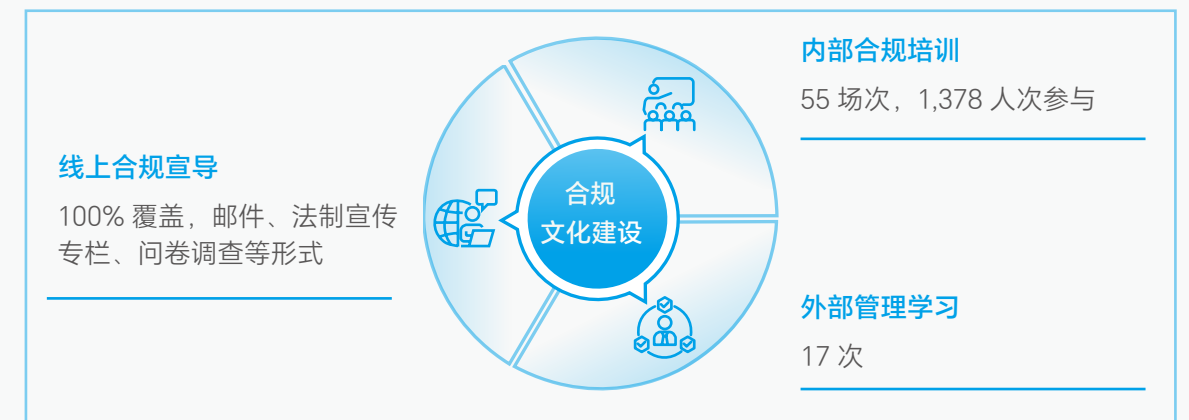 线上合规宣导
100% 覆盖，邮件、法制宣传
专栏、问卷调查等形式
合规
文化建设
内部合规培训
55 场次，1,378 人次参与
外部管理学习
17 次